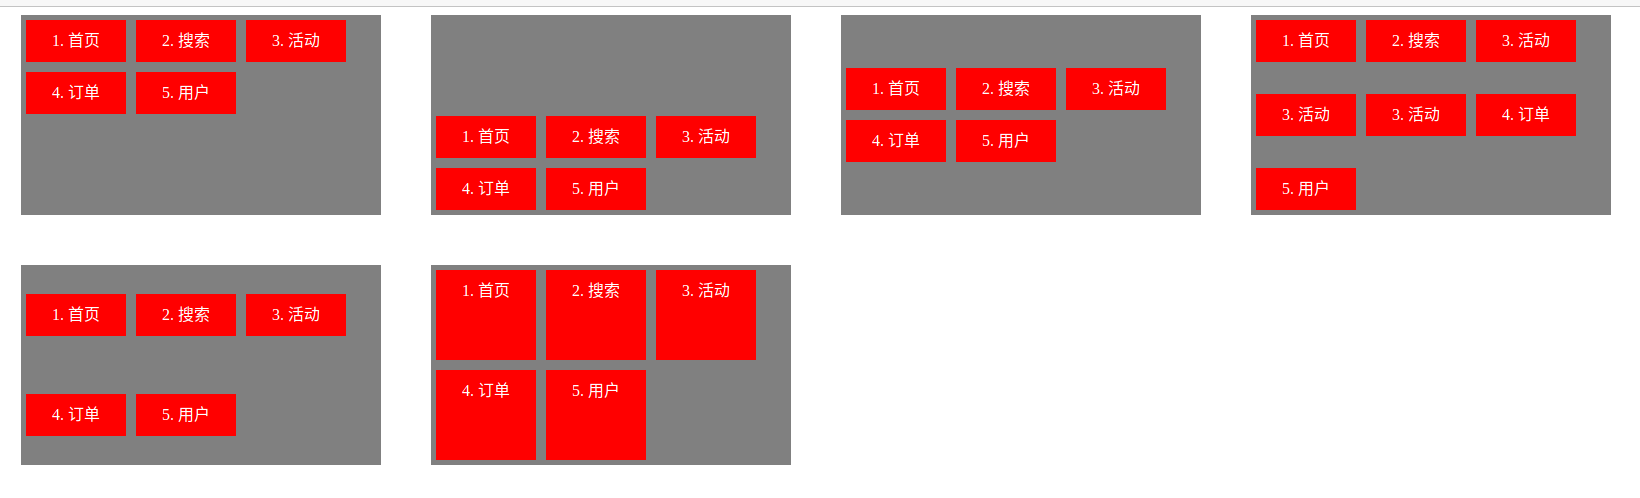 1. 首页 2. 搜索 3. 活动
4. 订单 5. 用户
1. 首页 2. 搜索 3. 活动
4. 订单 5. 用户
1. 首页 2. 搜索 3. 活动
4. 订单 5. 用户
1. 首页 2. 搜索 3. 活动
3. 活动 3. 活动 4. 订单
5. 用户
1. 首页 2. 搜索 3. 活动
4. 订单 5. 用户
1. 首页 2. 搜索 3. 活动
4. 订单 5. 用户